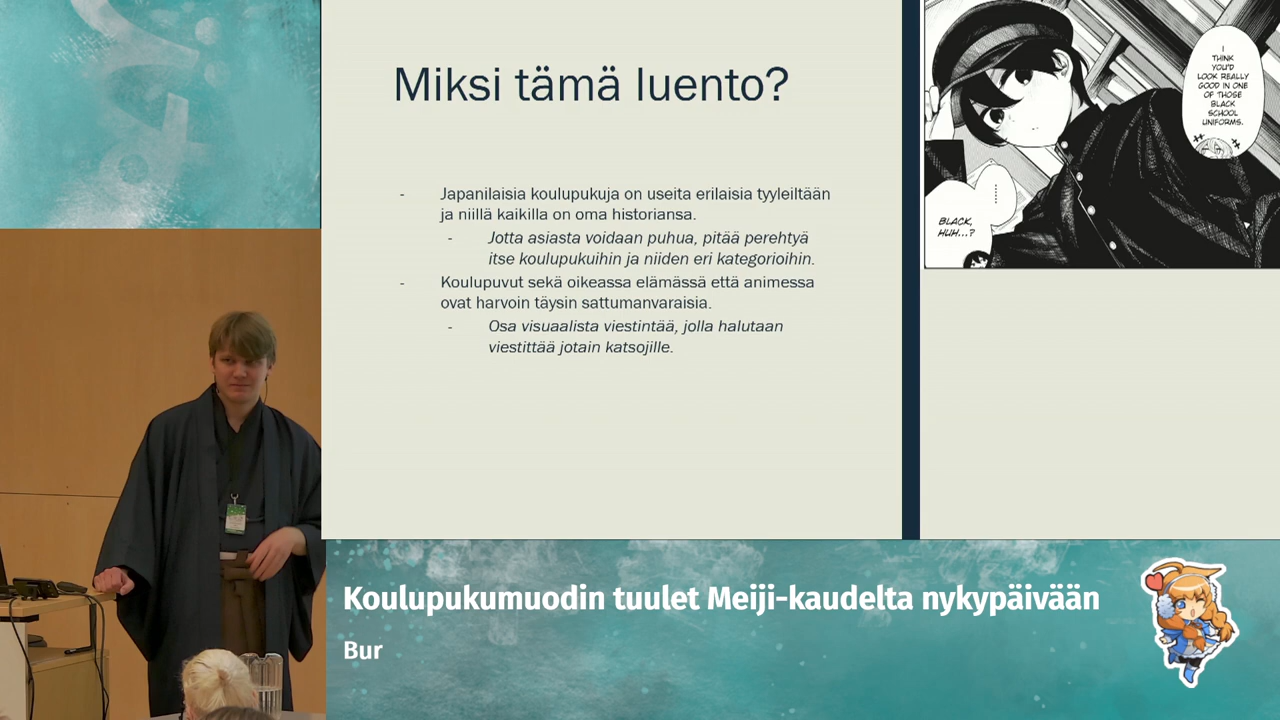 Miksi tämä luento?
- Japanilaisia koulupukuja on useita erilaisia tyyleiltään
ja niillä kaikilla on oma historiansa.
- Jotta asiasta voidaan puhua, pitää perehtyä
itse koulupukuihin ja niiden eri kategorioihin.
- Koulupuvut sekä oikeassa elämässä että animessa
ovat harvoin täysin sattumanvaraisia.
- Osa visuaalista viestintää, jolla halutaan
viestittää jotain katsojille.
I
THINK
YOU'D
LOOK REALLY
GOOD IN ONE
OF THOSE
BLACK
SCHOOL
UNIFORMS.
BLACK,
HUH...?
Koulupukumuodin tuulet Meiji-kaudelta nykypäivään
Bur